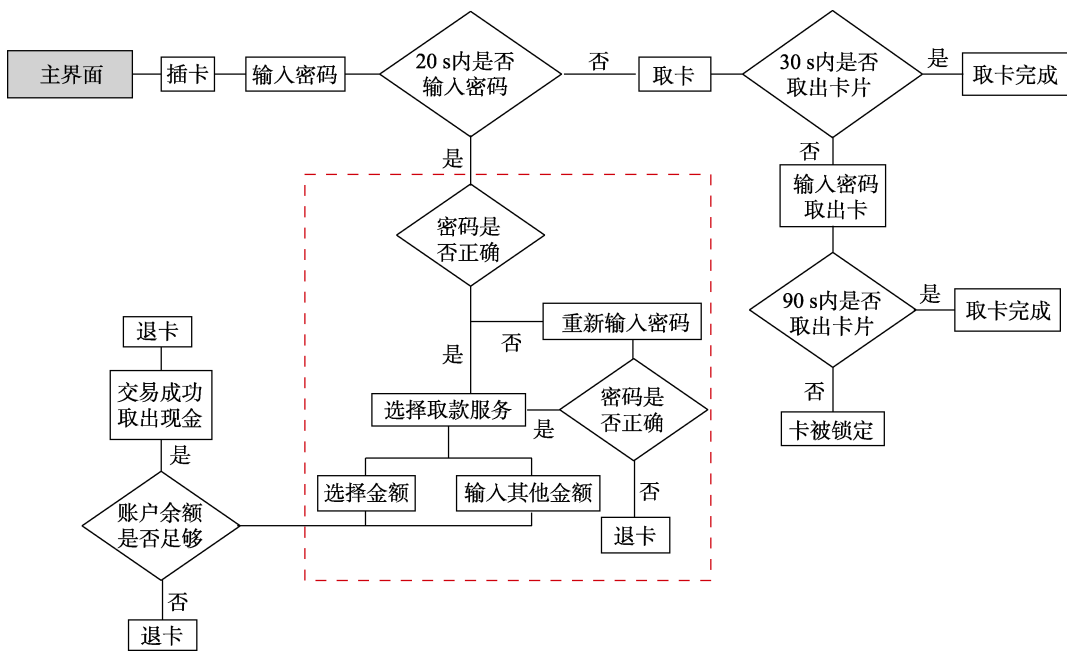 主界面
插卡
输入密码
20 s内是否
输入密码
否
取卡
30 s内是否
取出卡片
是
取卡完成
是
否
输入密码
取出卡
密码是
否正确
90 s内是否
取出卡片
是
取卡完成
否
卡被锁定
重新输入密码
否
是
密码是
否正确
是
选择取款服务
否
退卡
选择金额
输入其他金额
退卡
交易成功
取出现金
是
账户余额
是否足够
否
退卡